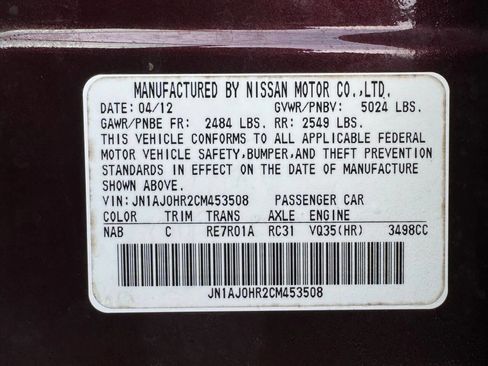 MANUFACTURED BY NISSAN MOTOR CO.,LTD.
DATE: 04/12 GVWR/PNBV: 5024 LBS.
GAWR/PNBE FR: 2484 LBS. RR: 2549 LBS.
THIS VEHICLE CONFORMS TO ALL APPLICABLE FEDERAL
MOTOR VEHICLE SAFETY,BUMPER,AND THEFT PREVENTION
STANDARDS IN EFFECT ON THE DATE OF MANUFACTURE
SHOWN ABOVE.
VIN:JN1AJ0HR2CM453508 PASSENGER CAR
COLOR TRIM TRANS AXLE ENGINE
NAB C RE7R01A RC31 VQ35(HR) 3498CC
JN1AJ0HR2CM453508